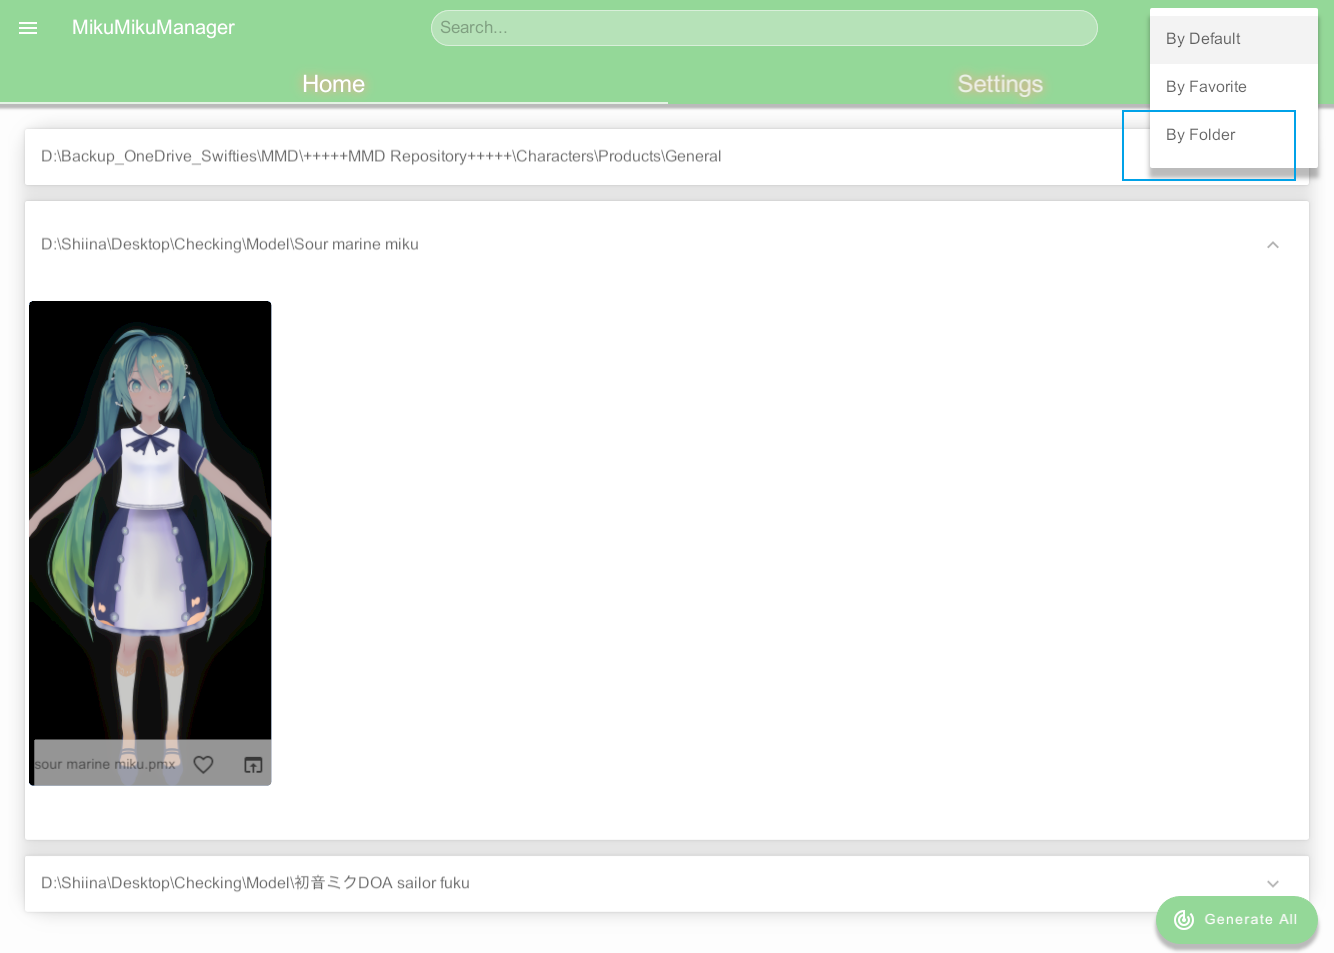 MikuMikuManager
Search...
By Default
By Favorite
By Folder
Home
Settings
D:\Backup_OneDrive_Swifties\MMD\+++++MMD Repository+++++\Characters\Products\General
D:\Shiina\Desktop\Checking\Model\Sour marine miku
sour marine miku.pmx
D:\Shiina\Desktop\Checking\Model\初音ミクDOA sailor fuku
Generate All